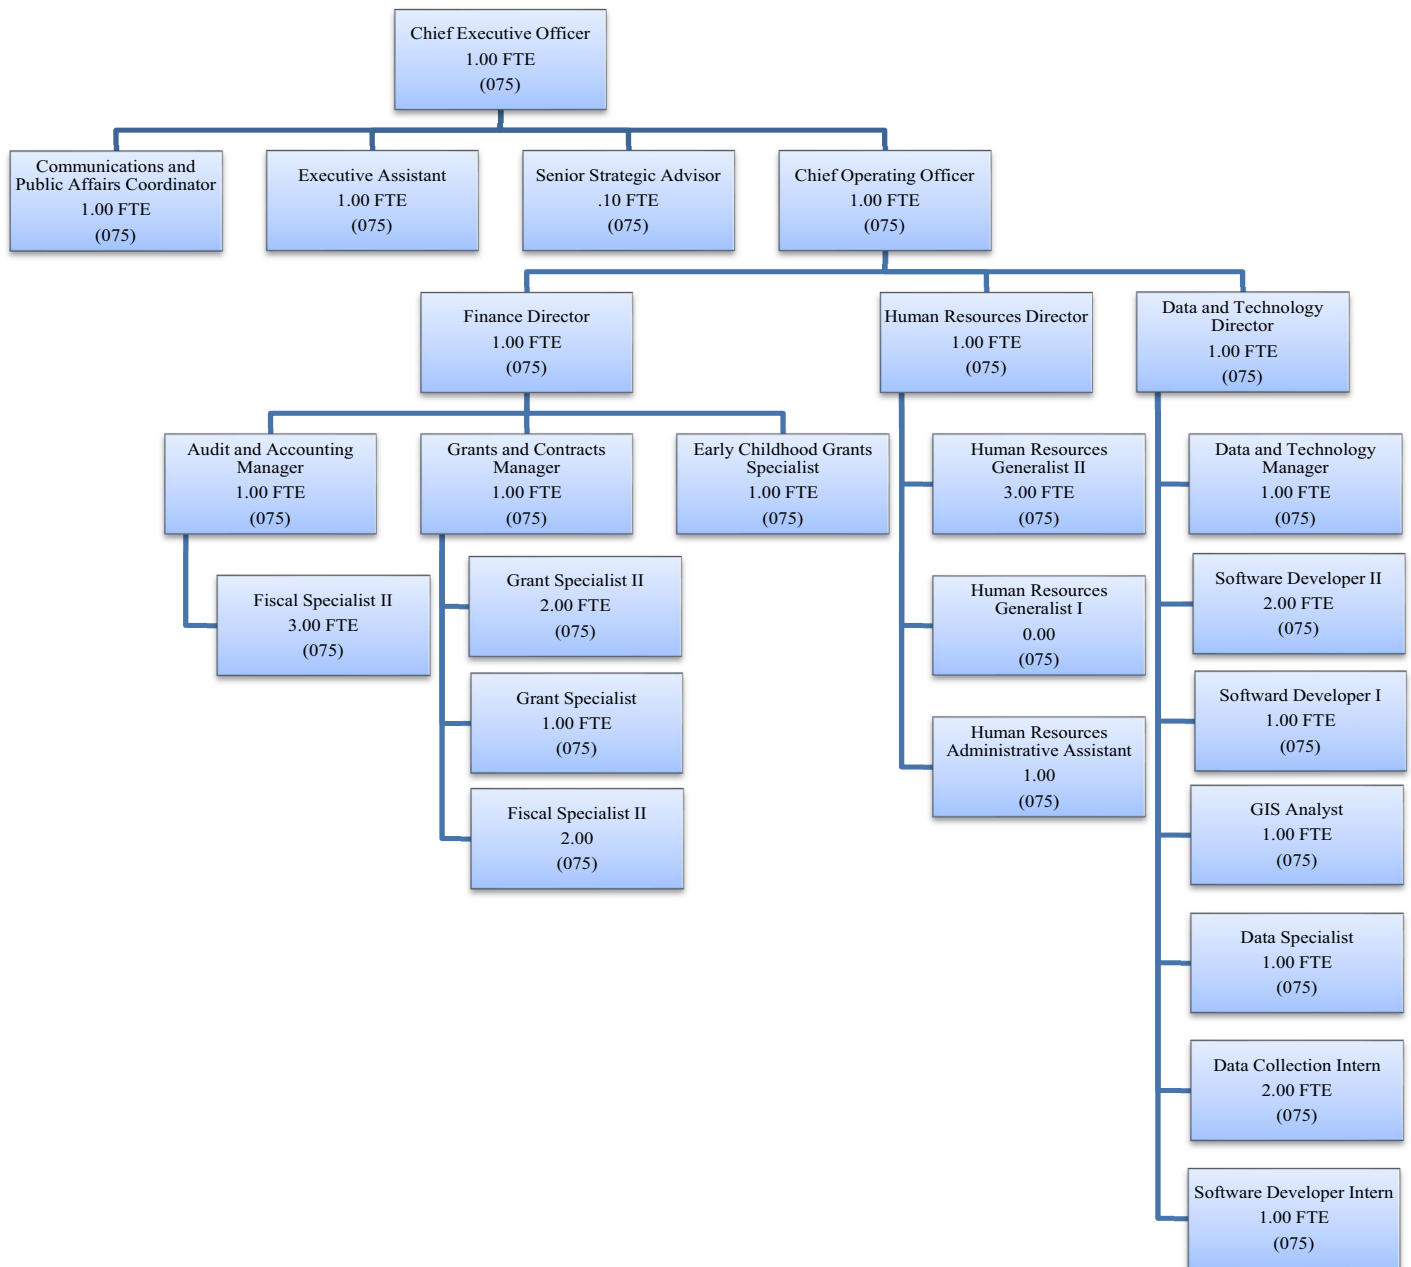 Chief Executive Officer
1.00 FTE
(075)
Communications and
Public Affairs Coordinator
1.00 FTE
(075)
Executive Assistant
1.00 FTE
(075)
Senior Strategic Advisor
.10 FTE
(075)
Chief Operating Officer
1.00 FTE
(075)
Finance Director
1.00 FTE
(075)
Human Resources Director
1.00 FTE
(075)
Data and Technology
Director
1.00 FTE
(075)
Audit and Accounting
Manager
1.00 FTE
(075)
Fiscal Specialist II
3.00 FTE
(075)
Grants and Contracts
Manager
1.00 FTE
(075)
Grant Specialist II
2.00 FTE
(075)
Grant Specialist
1.00 FTE
(075)
Fiscal Specialist II
2.00
(075)
Early Childhood Grants
Specialist
1.00 FTE
(075)
Human Resources
Generalist II
3.00 FTE
(075)
Human Resources
Generalist I
0.00
(075)
Human Resources
Administrative Assistant
1.00
(075)
Data and Technology
Manager
1.00 FTE
(075)
Software Developer II
2.00 FTE
(075)
Softward Developer I
1.00 FTE
(075)
GIS Analyst
1.00 FTE
(075)
Data Specialist
1.00 FTE
(075)
Data Collection Intern
2.00 FTE
(075)
Software Developer Intern
1.00 FTE
(075)